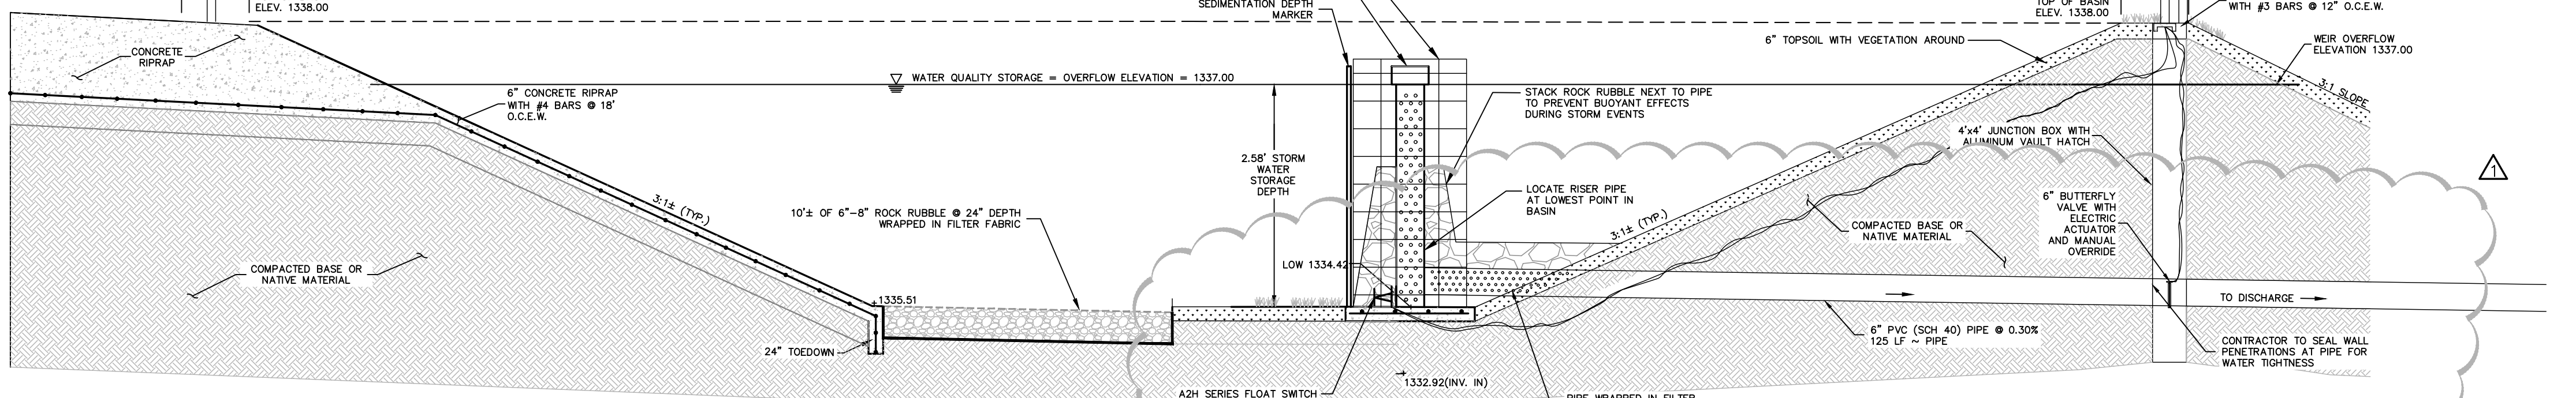 ELEV. 1338.00
CONCRETE
RIPRAP
6" CONCRETE RIPRAP
WITH #4 BARS @ 18'
O.C.E.W.
3:1± (TYP.)
COMPACTED BASE OR
NATIVE MATERIAL
24" TOEDOWN
1335.51
10'± OF 6"-8" ROCK RUBBLE @ 24" DEPTH
WRAPPED IN FILTER FABRIC
WATER QUALITY STORAGE = OVERFLOW ELEVATION = 1337.00
SEDIMENTATION DEPTH
MARKER
2.58' STORM
WATER
STORAGE
DEPTH
LOW 1334.42
A2H SERIES FLOAT SWITCH
1332.92(INV. IN)
STACK ROCK RUBBLE NEXT TO PIPE
TO PREVENT BUOYANT EFFECTS
DURING STORM EVENTS
LOCATE RISER PIPE
AT LOWEST POINT IN
BASIN
3:1± (TYP.)
PIPE WRAPPED IN FILTER
6" TOPSOIL WITH VEGETATION AROUND
COMPACTED BASE OR
NATIVE MATERIAL
6" PVC (SCH 40) PIPE @ 0.30%
125 LF ~ PIPE
TOP OF BASIN
ELEV. 1338.00
WITH #3 BARS @ 12" O.C.E.W.
WEIR OVERFLOW
ELEVATION 1337.00
3:1 SLOPE
4'x4' JUNCTION BOX WITH
ALUMINUM VAULT HATCH
6" BUTTERFLY
VALVE WITH
ELECTRIC
ACTUATOR
AND MANUAL
OVERRIDE
TO DISCHARGE
CONTRACTOR TO SEAL WALL
PENETRATIONS AT PIPE FOR
WATER TIGHTNESS
1